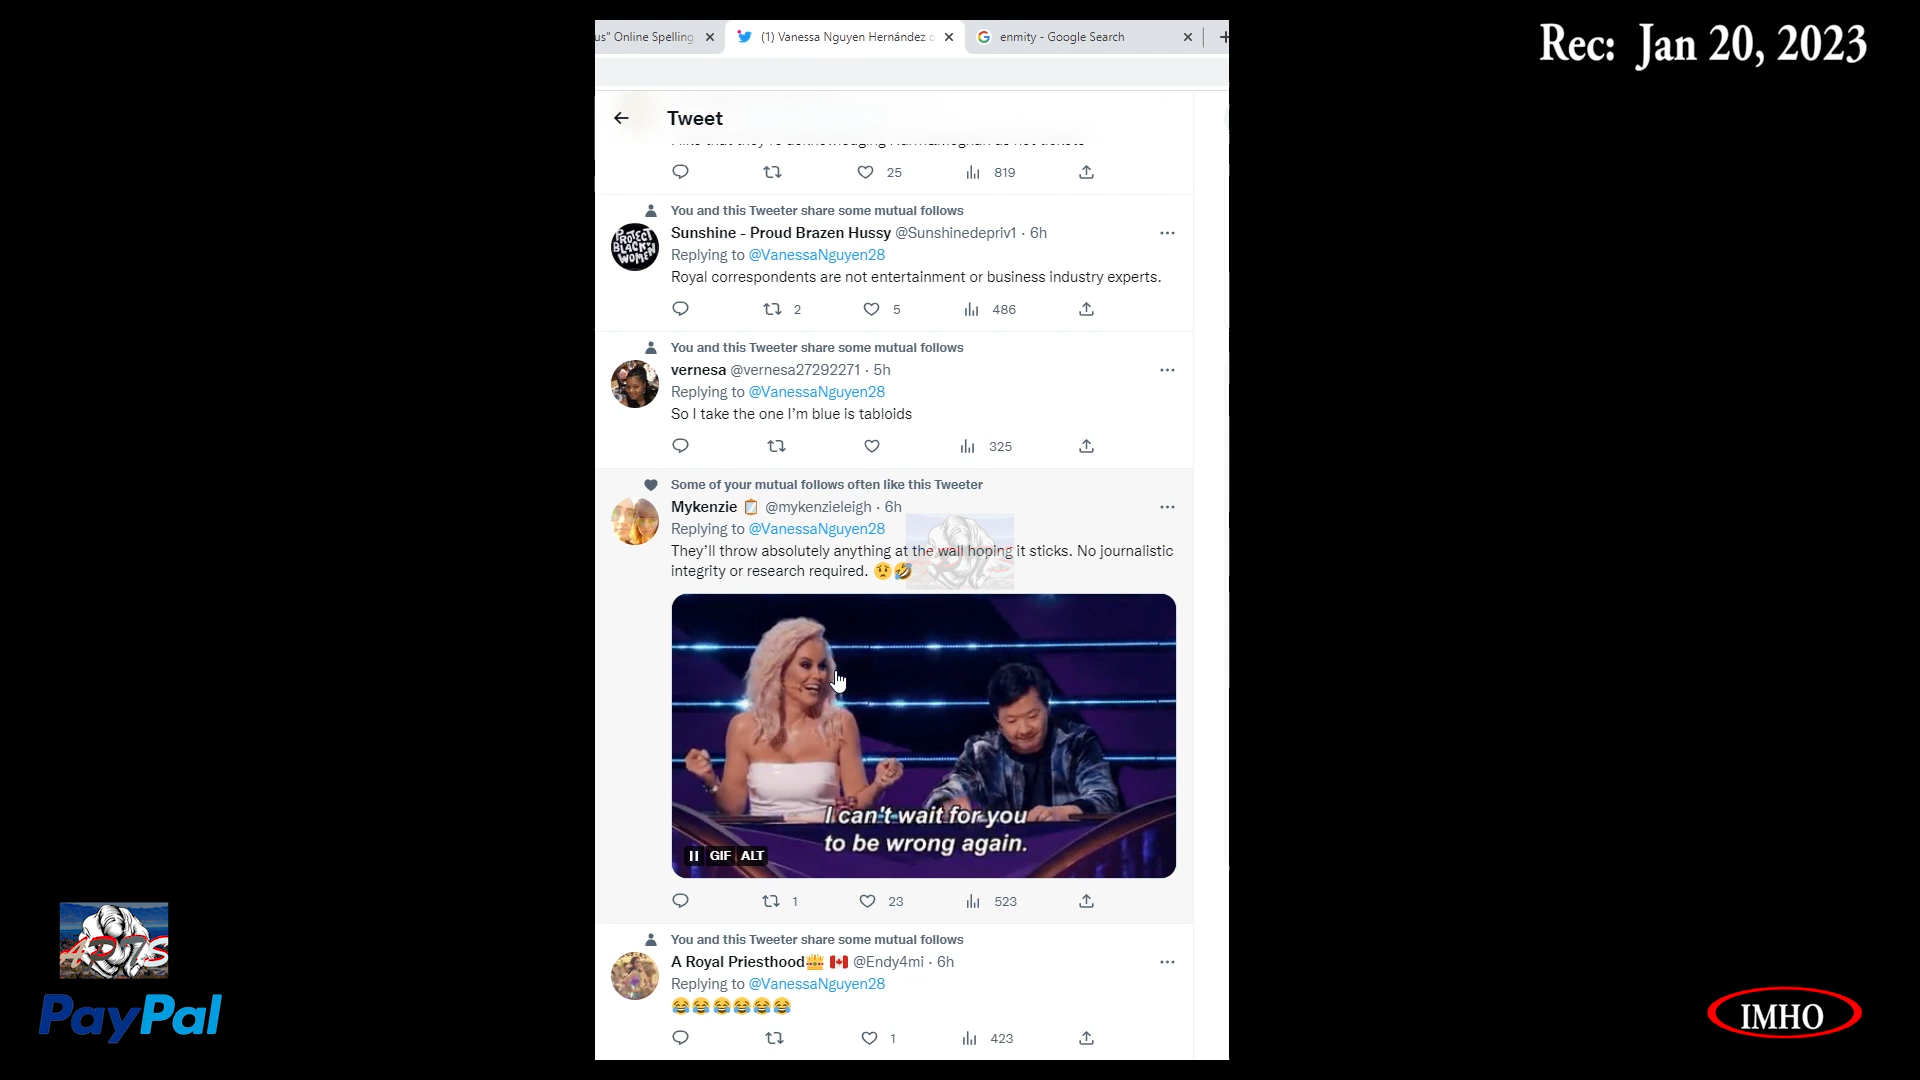 Rec: Jan 20, 2023
us" Online Spelling
(1) Vanessa Nguyen Hernández o
enmity - Google Search
Tweet
25 819
You and this Tweeter share some mutual follows
Sunshine - Proud Brazen Hussy @Sunshinedepriv1 · 6h
PROTECT
BLACK
WOMEN
Replying to @VanessaNguyen28
Royal correspondents are not entertainment or business industry experts.
2 5 486
You and this Tweeter share some mutual follows
vernesa @vernesa27292271 · 5h
Replying to @VanessaNguyen28
So I take the one I'm blue is tabloids
325
Some of your mutual follows often like this Tweeter
Mykenzie 📋 @mykenzieleigh · 6h
Replying to @VanessaNguyen28
They'll throw absolutely anything at the wall hoping it sticks. No journalistic
integrity or research required. 😟🤣
I can't wait for you
to be wrong again.
GIF ALT
1 23 523
You and this Tweeter share some mutual follows
A Royal Priesthood👑 🇨🇦 @Endy4mi · 6h
Replying to @VanessaNguyen28
😂😂😂😂😂😂
1 423
PayPal
IMHO